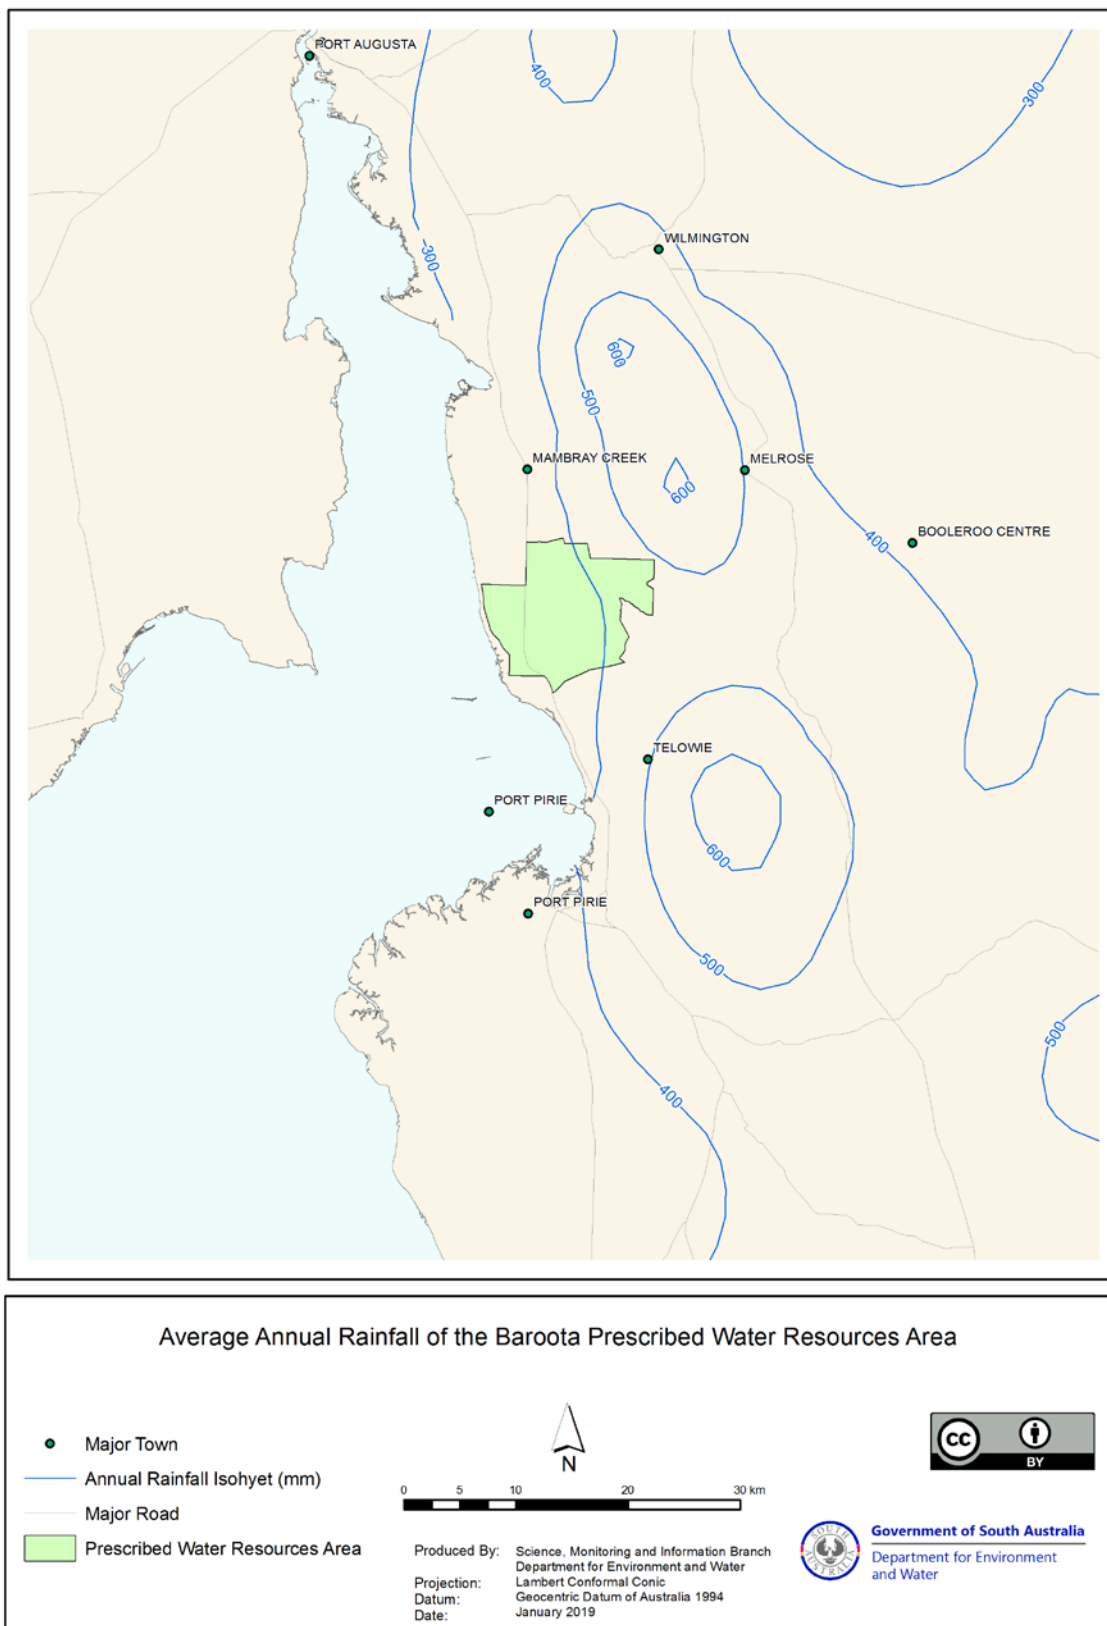 PORT AUGUSTA
400
300
WILMINGTON
300
600
500
MAMBRAY CREEK
MELROSE
600
BOOLEROO CENTRE
400
TELOWIE
PORT PIRIE
600
PORT PIRIE
500
500
400
Average Annual Rainfall of the Baroota Prescribed Water Resources Area
Major Town
Annual Rainfall Isohyet (mm)
Major Road
Prescribed Water Resources Area
N
0 5 10 20 30 km
Produced By: Science, Monitoring and Information Branch
Department for Environment and Water
Projection: Lambert Conformal Conic
Datum: Geocentric Datum of Australia 1994
Date: January 2019
CC
BY
SOUTH AUSTRALIA
Government of South Australia
Department for Environment
and Water